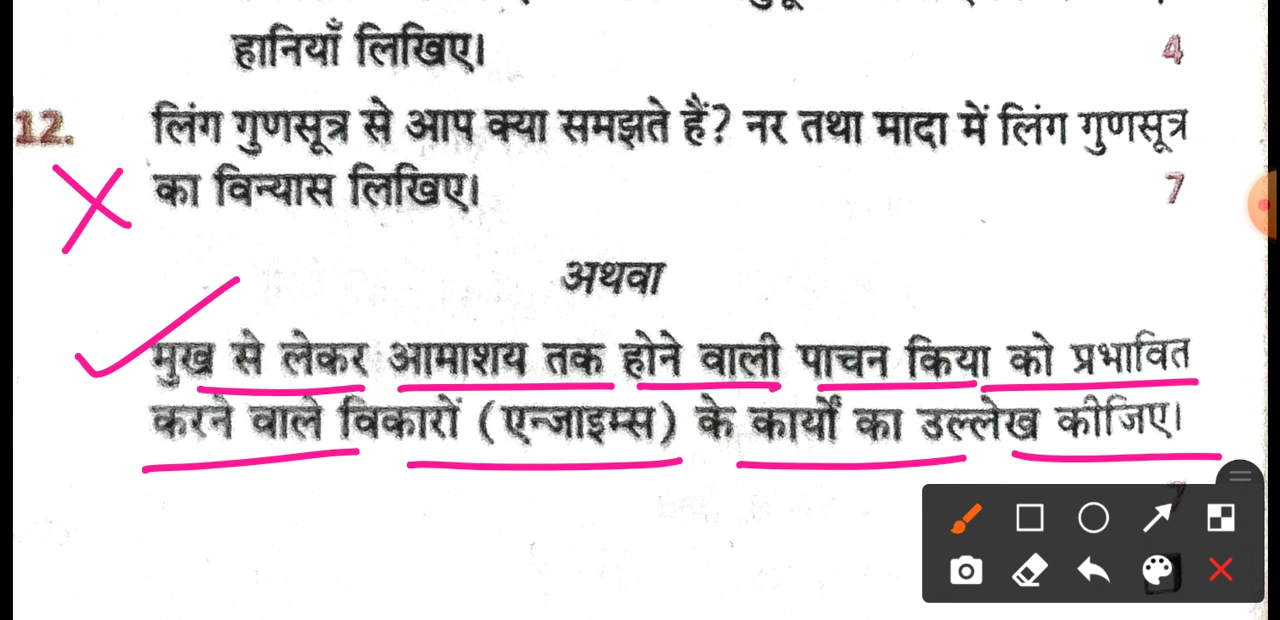 हानियाँ लिखिए। 4
12. लिंग गुणसूत्र से आप क्या समझते हैं? नर तथा मादा में लिंग गुणसूत्र
का विन्यास लिखिए। 7
अथवा
मुख से लेकर आमाशय तक होने वाली पाचन किया को प्रभावित
करने वाले विकारों (एन्जाइम्स) के कार्यों का उल्लेख कीजिए।
7